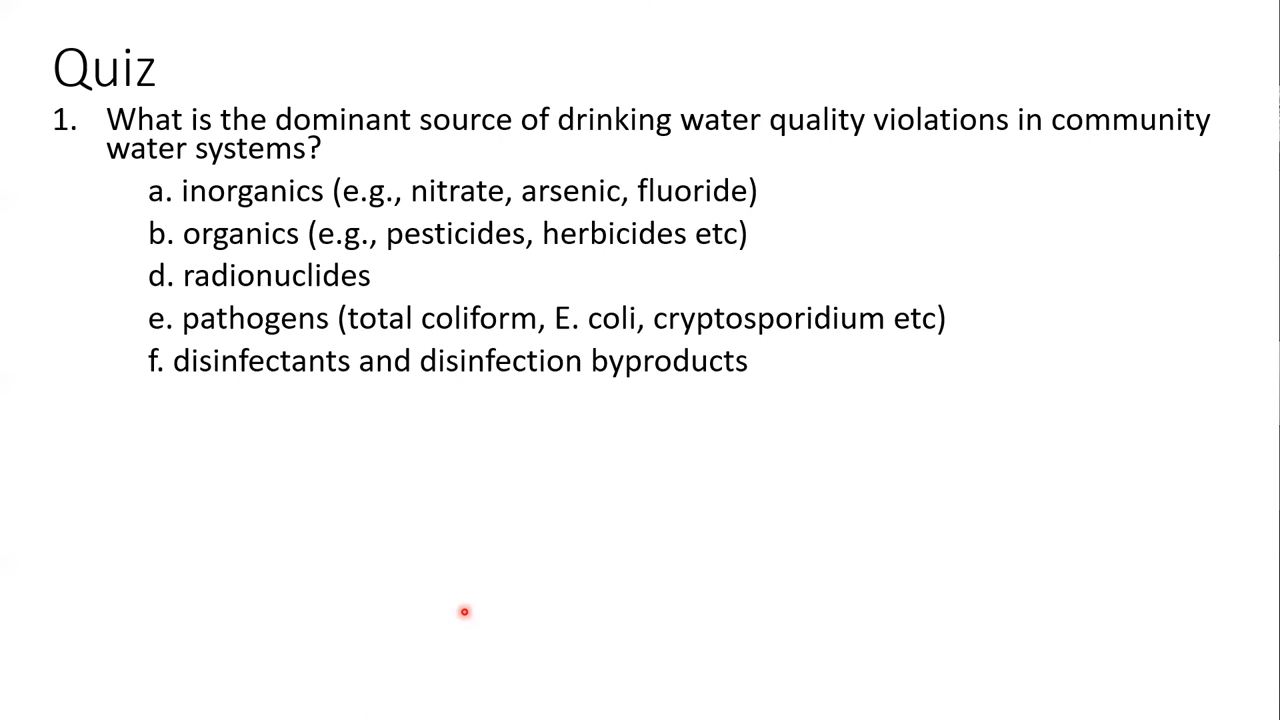 Quiz
1. What is the dominant source of drinking water quality violations in community
water systems?
a. inorganics (e.g., nitrate, arsenic, fluoride)
b. organics (e.g., pesticides, herbicides etc)
d. radionuclides
e. pathogens (total coliform, E. coli, cryptosporidium etc)
f. disinfectants and disinfection byproducts